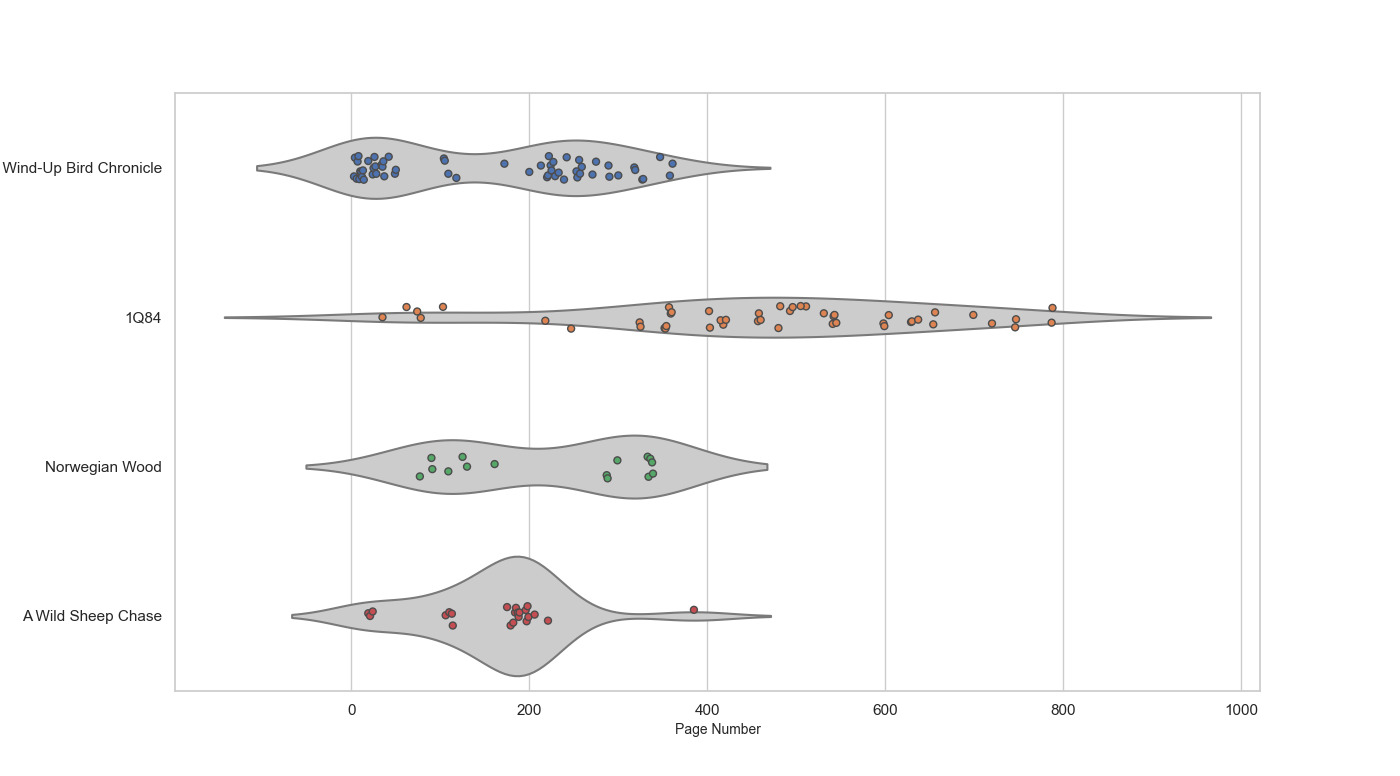 Wind-Up Bird Chronicle
1Q84
Norwegian Wood
A Wild Sheep Chase
0 200 400 600 800 1000
Page Number